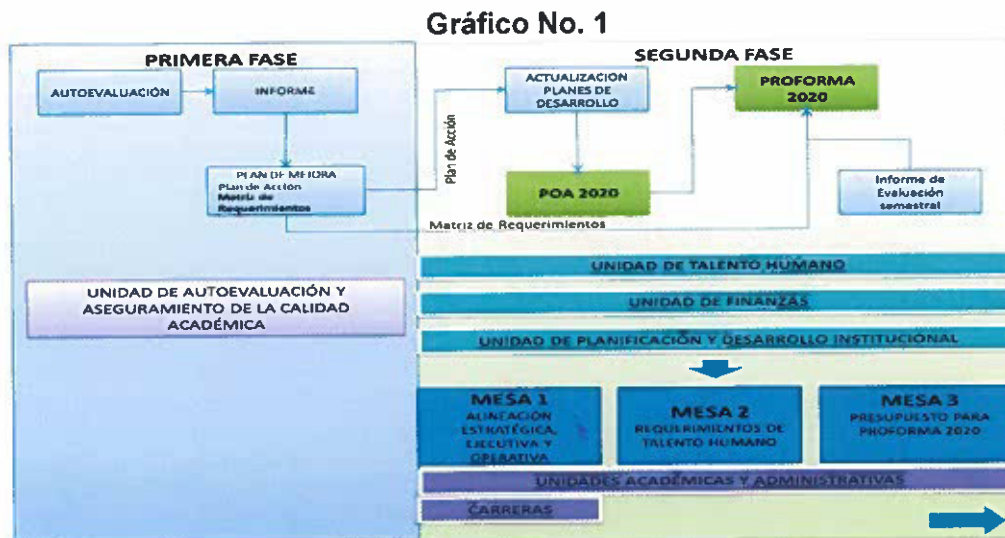 Gráfico No. 1
PRIMERA FASE
AUTOEVALUACIÓN
INFORME
PLAN DE MEJORA
Plan de Acción
Matriz de
Requerimientos
UNIDAD DE AUTOEVALUACIÓN Y
ASEGURAMIENTO DE LA CALIDAD
ACADÉMICA
SEGUNDA FASE
Plan de Acción
ACTUALIZACION
PLANES DE
DESARROLLO
PROFORMA
2020
POA 2020
Informe de
Evaluación
semestral
Matriz de Requerimientos
UNIDAD DE TALENTO HUMANO
UNIDAD DE FINANZAS
UNIDAD DE PLANIFICACIÓN Y DESARROLLO INSTITUCIONAL
MESA 1
ALINEACIÓN
ESTRATÉGICA,
EJECUTIVA Y
OPERATIVA
MESA 2
REQUERIMIENTOS DE
TALENTO HUMANO
MESA 3
PRESUPUESTO PARA
PROFORMA 2020
UNIDADES ACADÉMICAS Y ADMINISTRATIVAS
CARRERAS